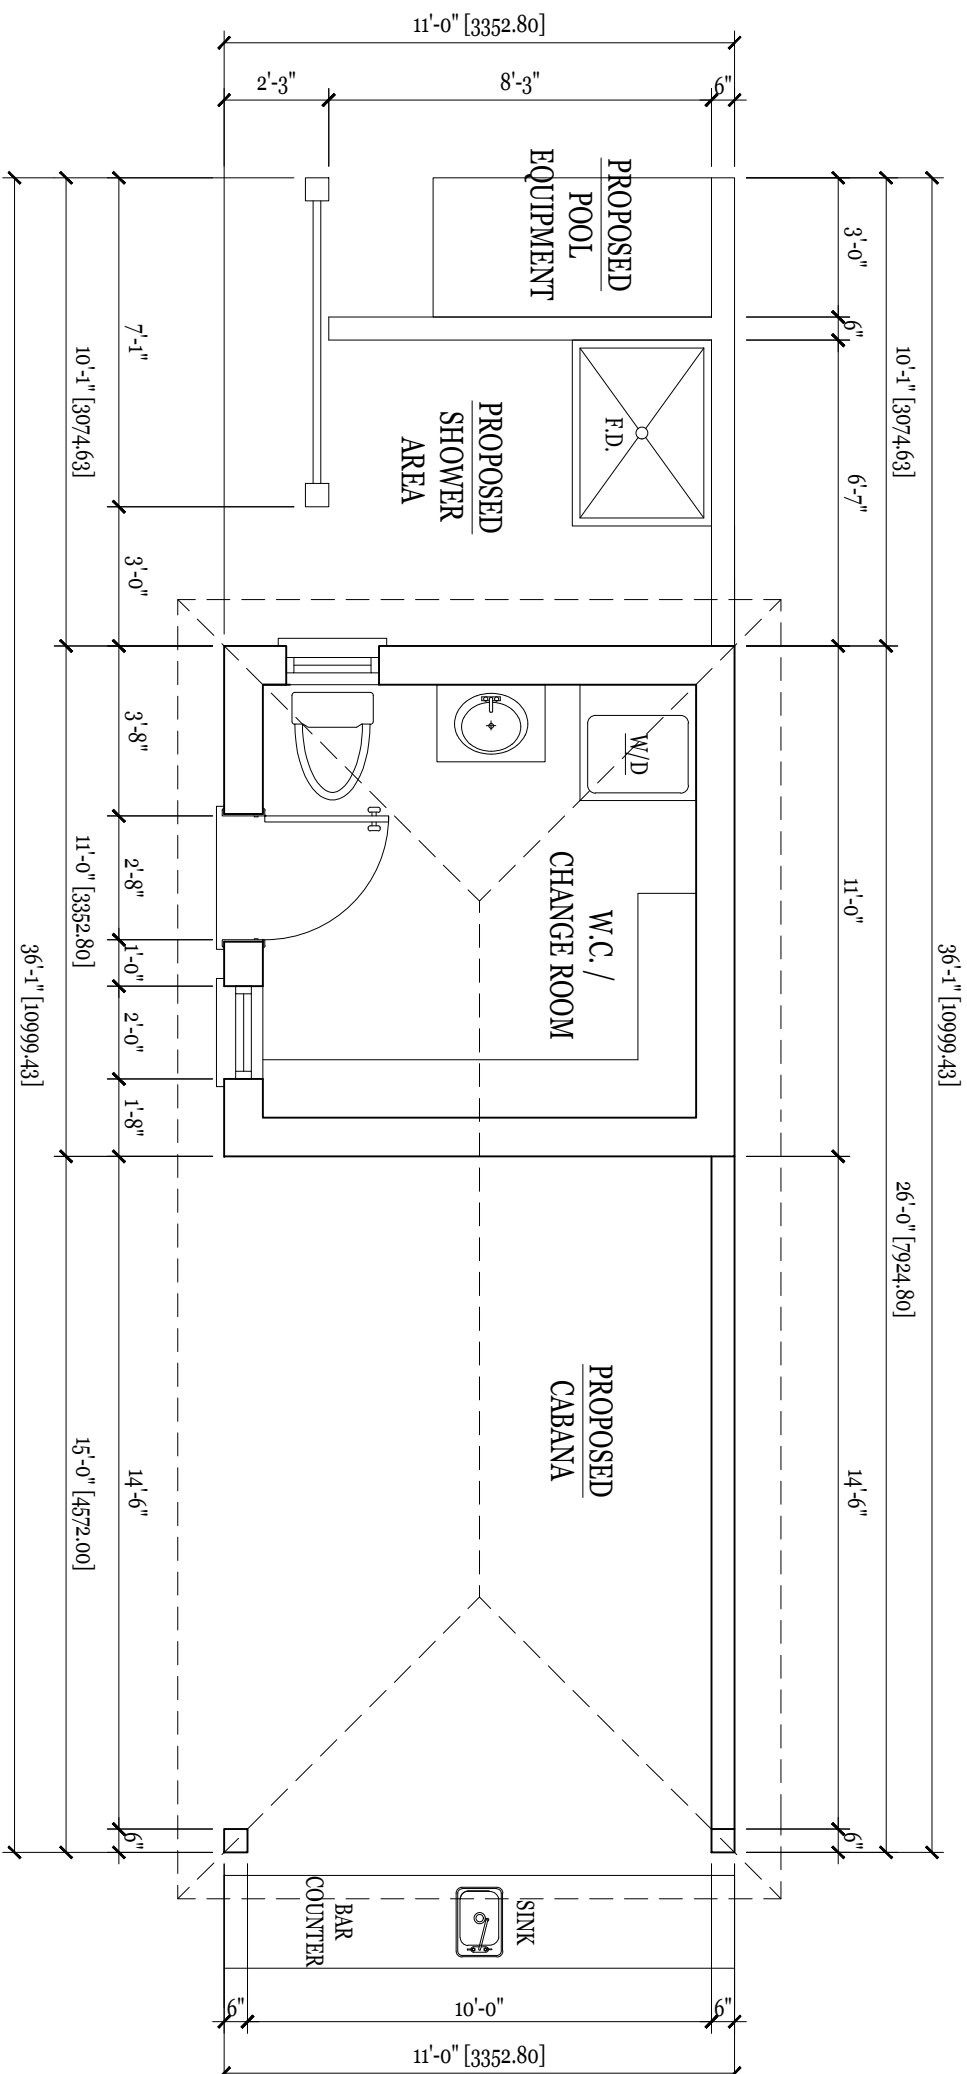 11'-0" [3352.80]
2'-3"
8'-3"
6"
PROPOSED
POOL
EQUIPMENT
3'-0"
6"
6'-7"
10'-1" [3074.63]
36'-1" [10999.43]
11'-0"
26'-0" [7924.80]
14'-6"
6"
F.D.
PROPOSED
SHOWER
AREA
W/D
W.C. /
CHANGE ROOM
PROPOSED
CABANA
7'-1"
3'-0"
3'-8"
2'-8"
1'-0"
2'-0"
1'-8"
14'-6"
6"
10'-1" [3074.63]
11'-0" [3352.80]
15'-0" [4572.00]
36'-1" [10999.43]
SINK
BAR
COUNTER
6"
10'-0"
6"
11'-0" [3352.80]